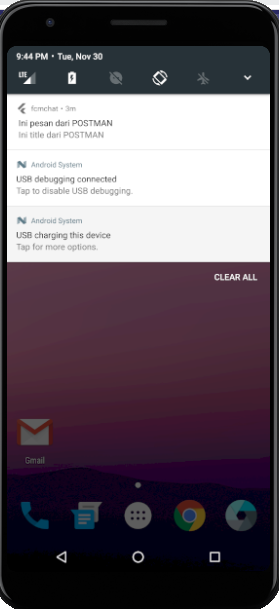 9:44 PM • Tue, Nov 30
LTE
fcmchat • 3m
Ini pesan dari POSTMAN
Ini title dari POSTMAN
Android System
USB debugging connected
Tap to disable USB debugging.
Android System
USB charging this device
Tap for more options.
CLEAR ALL
Gmail